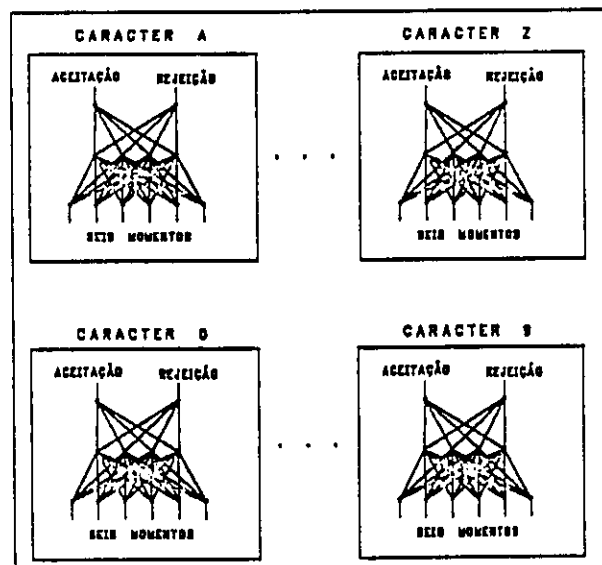 CARACTER A
CARACTER Z
ACEITAÇÃO REJEIÇÃO
ACEITAÇÃO REJEIÇÃO
. . .
SEIS MOMENTOS
SEIS MOMENTOS
CARACTER 0
CARACTER 9
ACEITAÇÃO REJEIÇÃO
ACEITAÇÃO REJEIÇÃO
. . .
SEIS MOMENTOS
SEIS MOMENTOS